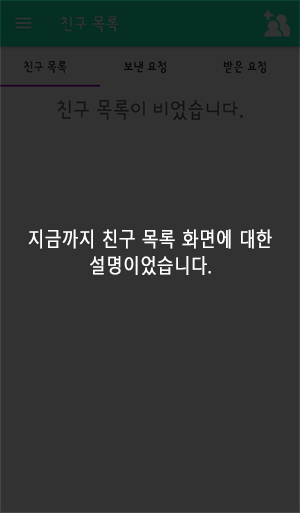 친구 목록
친구 목록
보낸 요청
받은 요청
친구 목록이 비었습니다.
지금까지 친구 목록 화면에 대한
설명이었습니다.